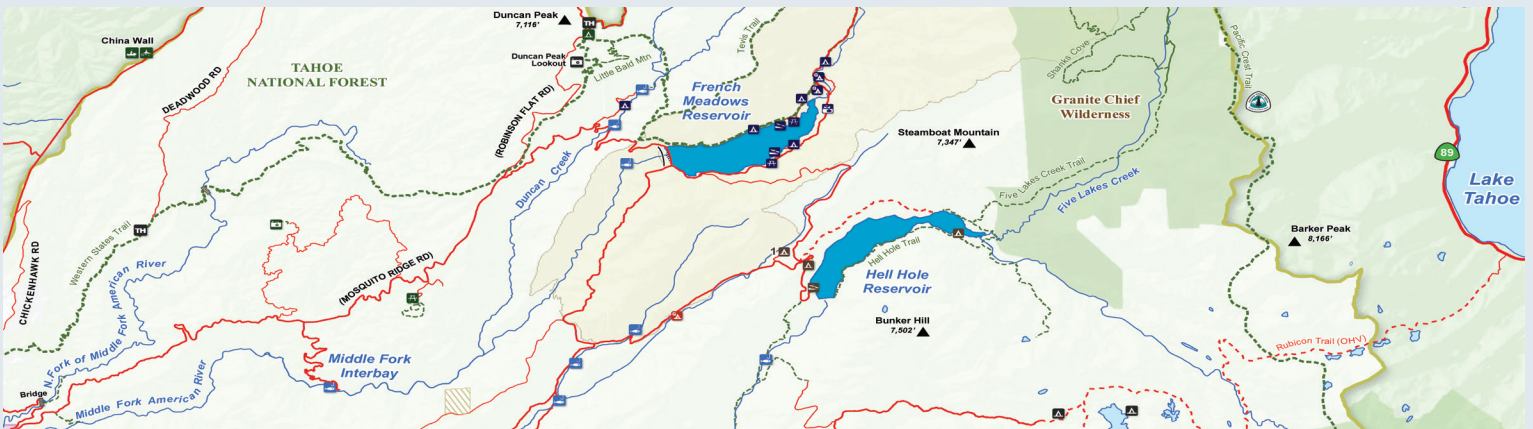 Duncan Peak
7,116'
TH
China Wall
Duncan Peak
Lookout
TAHOE
NATIONAL FOREST
DEADWOOD RD
Little Bald Mtn
Tevis Trail
French
Meadows
Reservoir
(ROBINSON FLAT RD)
Shanks Cove
Pacific Crest Trail
Granite Chief
Wilderness
Steamboat Mountain
7,347'
89
Lake
Tahoe
Duncan Creek
Five Lakes Creek Trail
Five Lakes Creek
Western States Trail
TH
Barker Peak
8,166'
CHICKENHAWK RD
(MOSQUITO RIDGE RD)
Hell Hole Trail
Hell Hole
Reservoir
Bunker Hill
7,502'
N.Fork of Middle Fork American River
Rubicon Trail (OHV)
Middle Fork
Interbay
Bridge
Middle Fork American River